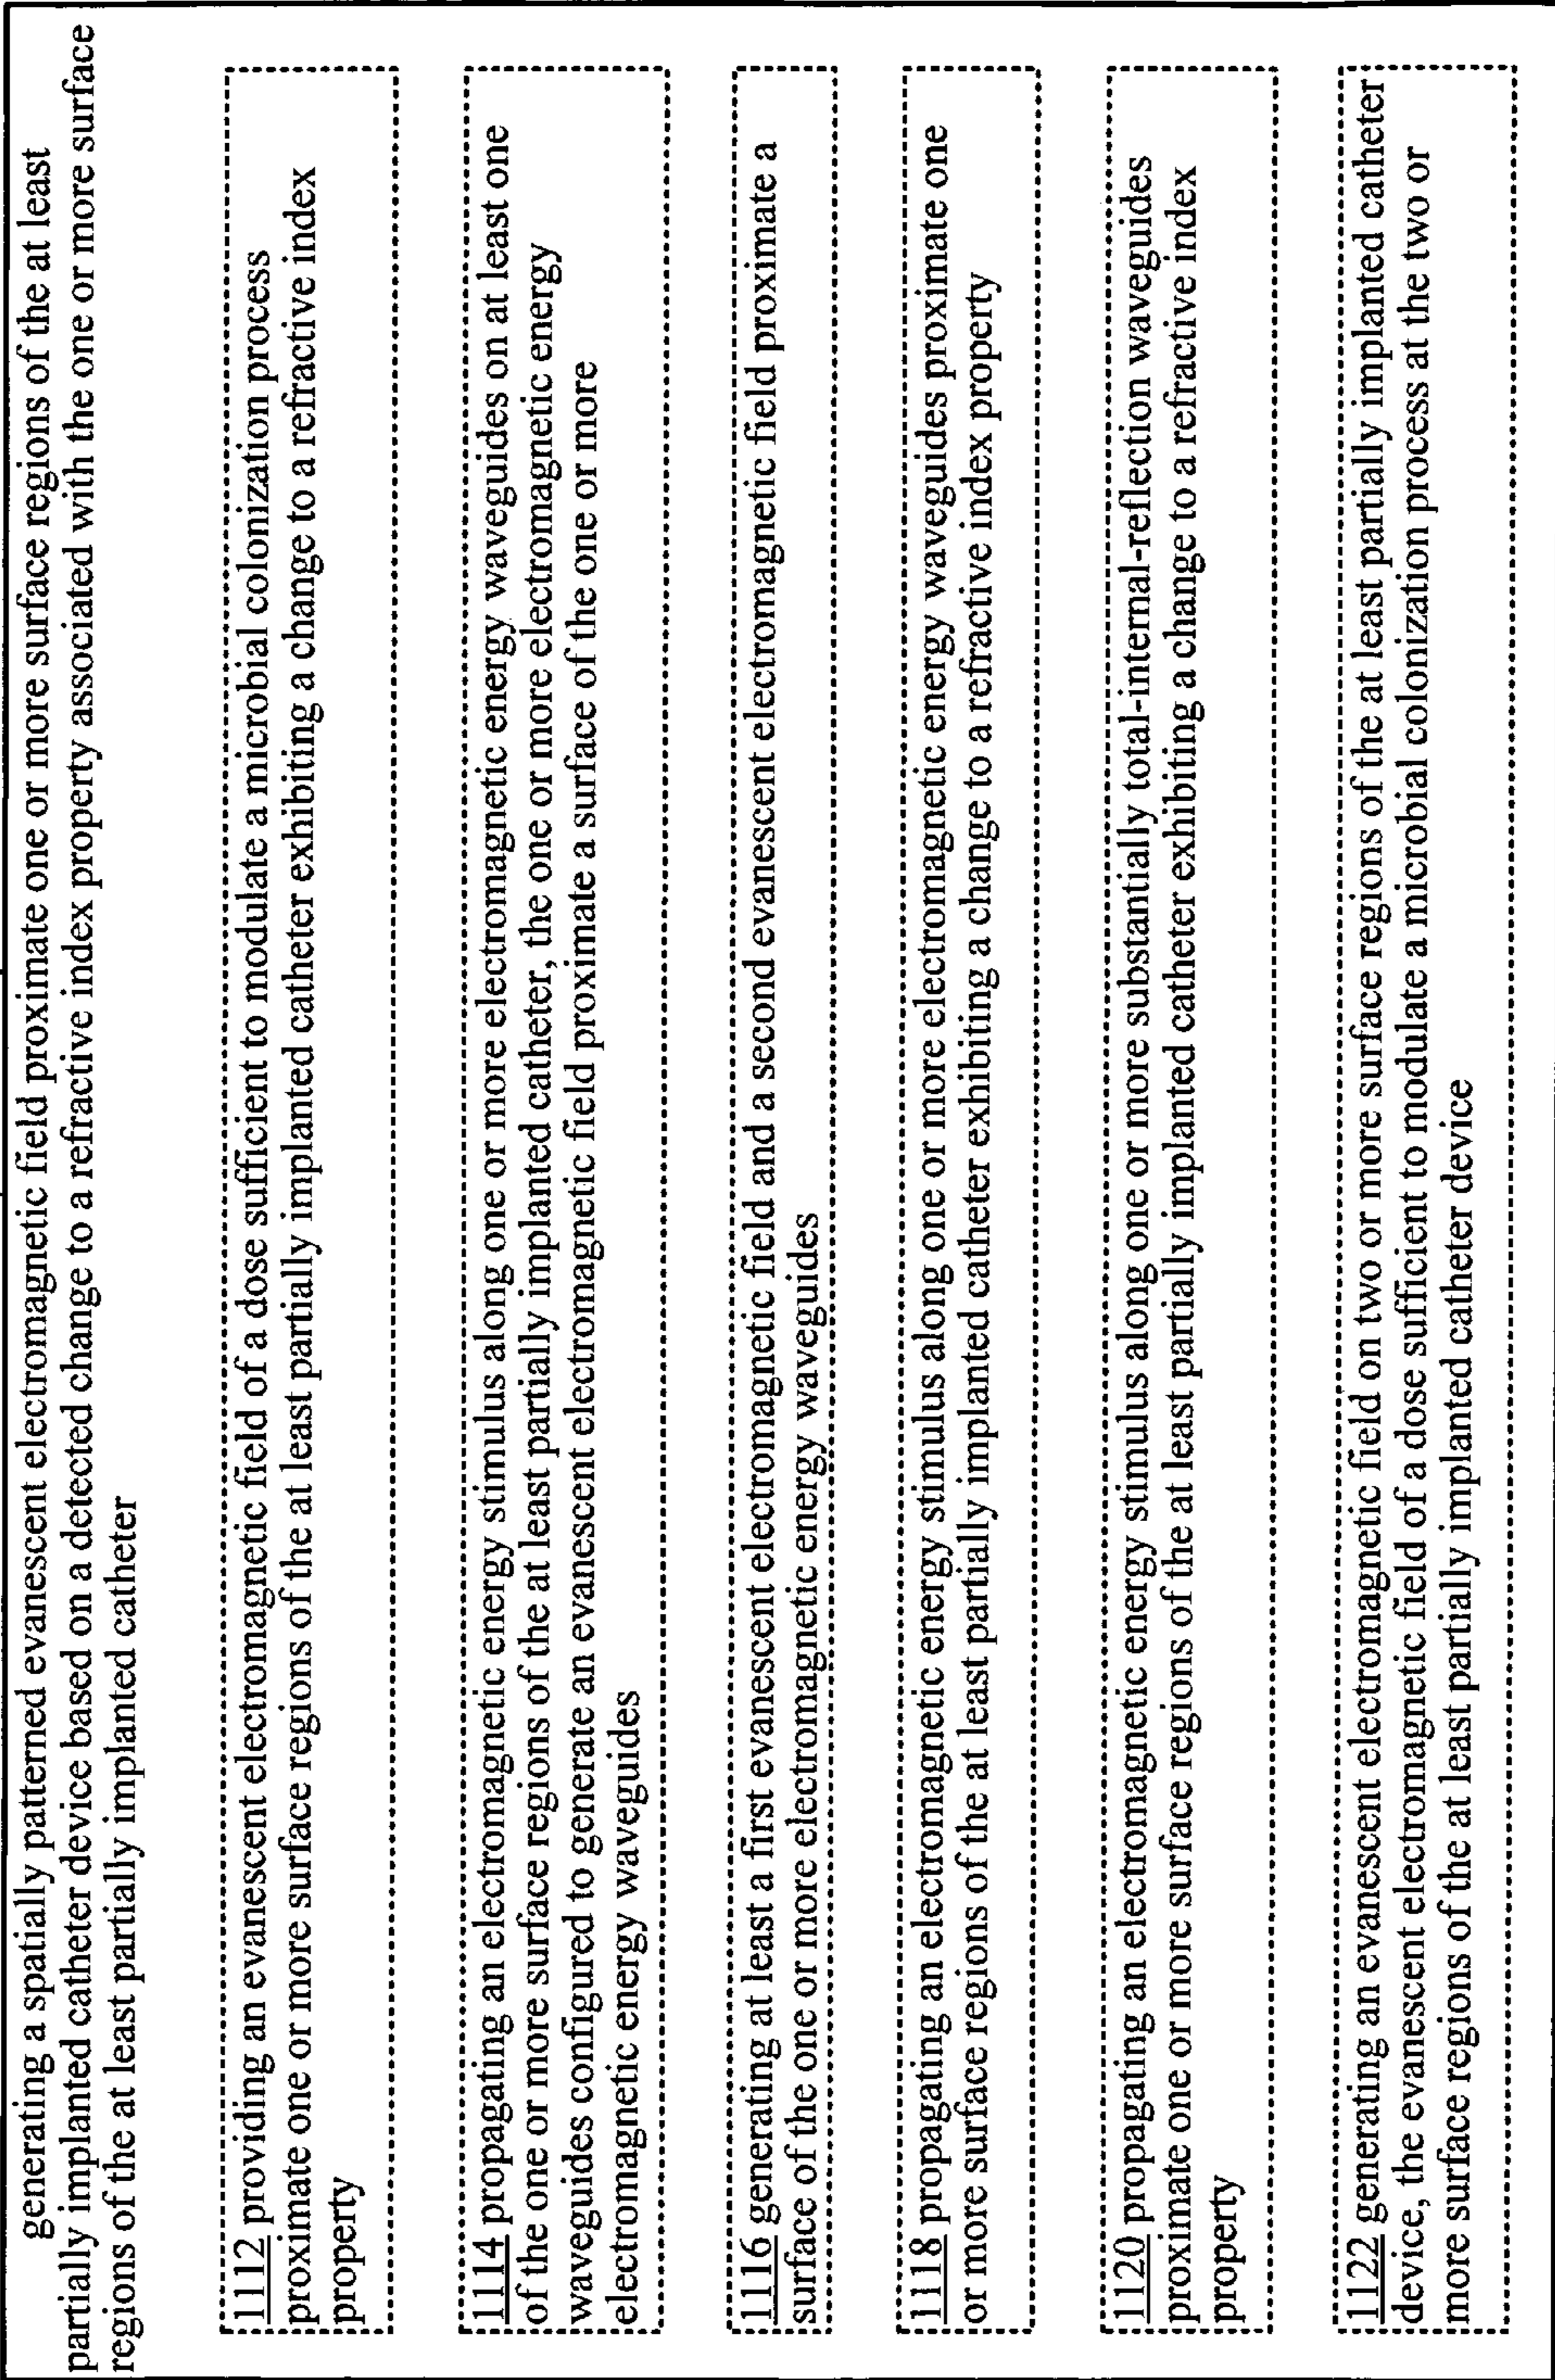 generating a spatially patterned evanescent electromagnetic field proximate one or more surface regions of the at least
partially implanted catheter device based on a detected change to a refractive index property associated with the one or more surface
regions of the at least partially implanted catheter
1112 providing an evanescent electromagnetic field of a dose sufficient to modulate a microbial colonization process
proximate one or more surface regions of the at least partially implanted catheter exhibiting a change to a refractive index
property
1114 propagating an electromagnetic energy stimulus along one or more electromagnetic energy waveguides on at least one
of the one or more surface regions of the at least partially implanted catheter, the one or more electromagnetic energy
waveguides configured to generate an evanescent electromagnetic field proximate a surface of the one or more
electromagnetic energy waveguides
1116 generating at least a first evanescent electromagnetic field and a second evanescent electromagnetic field proximate a
surface of the one or more electromagnetic energy waveguides
1118 propagating an electromagnetic energy stimulus along one or more electromagnetic energy waveguides proximate one
or more surface regions of the at least partially implanted catheter exhibiting a change to a refractive index property
1120 propagating an electromagnetic energy stimulus along one or more substantially total-internal-reflection waveguides
proximate one or more surface regions of the at least partially implanted catheter exhibiting a change to a refractive index
property
1122 generating an evanescent electromagnetic field on two or more surface regions of the at least partially implanted catheter
device, the evanescent electromagnetic field of a dose sufficient to modulate a microbial colonization process at the two or
more surface regions of the at least partially implanted catheter device